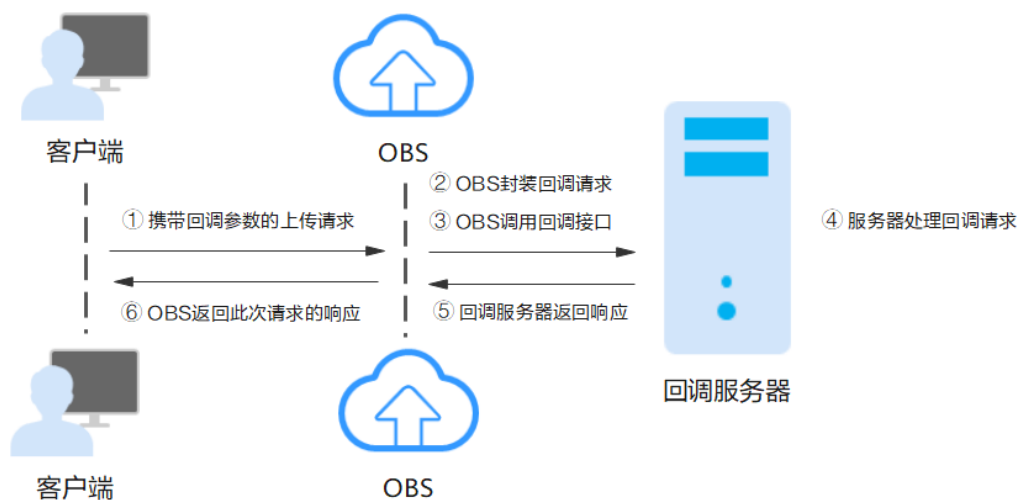 客户端
OBS
② OBS封装回调请求
① 携带回调参数的上传请求
③ OBS调用回调接口
④ 服务器处理回调请求
⑥ OBS返回此次请求的响应
⑤ 回调服务器返回响应
回调服务器
客户端
OBS